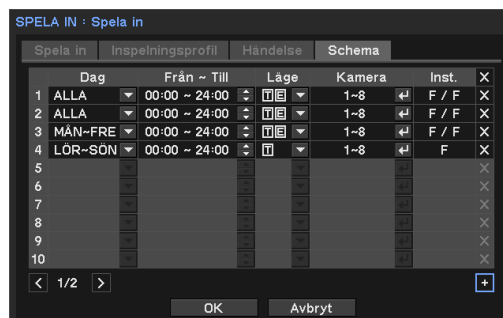 SPELA IN : Spela in
Spela in Inspelningsprofil Händelse Schema
Dag Från ~ Till Läge Kamera Inst. X
1 ALLA 00:00 ~ 24:00 T E 1~8 F / F X
2 ALLA 00:00 ~ 24:00 T E 1~8 F / F X
3 MÅN~FRE 00:00 ~ 24:00 T E 1~8 F / F X
4 LÖR~SÖN 00:00 ~ 24:00 T 1~8 F X
5 X
6 X
7 X
8 X
9 X
10 X
< 1/2 > +
OK Avbryt